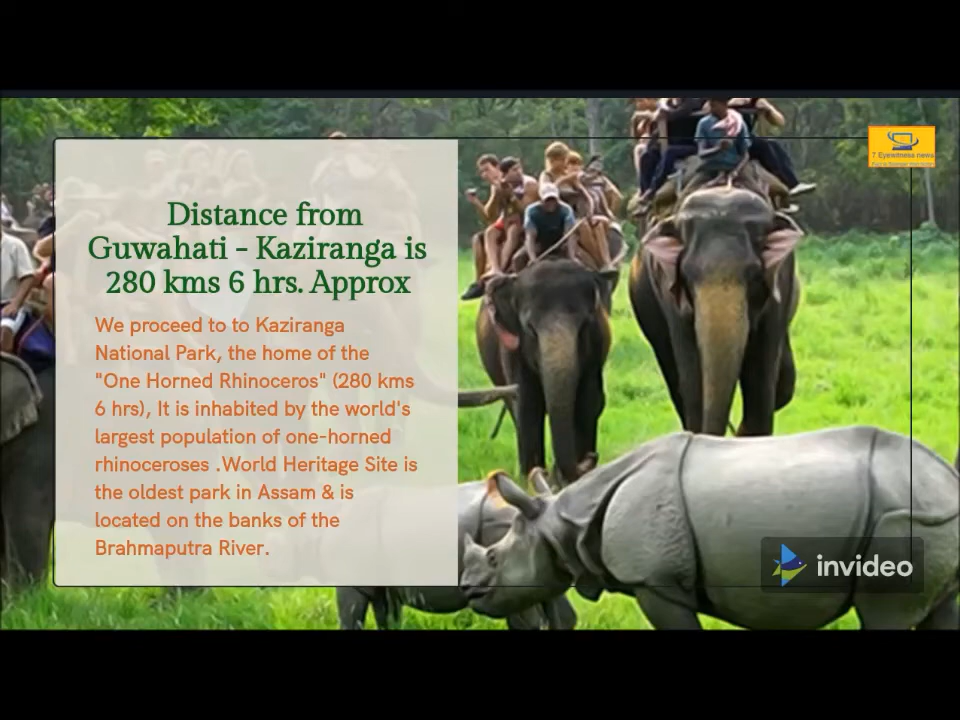 Distance from
Guwahati - Kaziranga is
280 kms 6 hrs. Approx
We proceed to to Kaziranga
National Park, the home of the
"One Horned Rhinoceros" (280 kms
6 hrs), It is inhabited by the world's
largest population of one-horned
rhinoceroses .World Heritage Site is
the oldest park in Assam & is
located on the banks of the
Brahmaputra River.
7 Eyewitness news
invideo